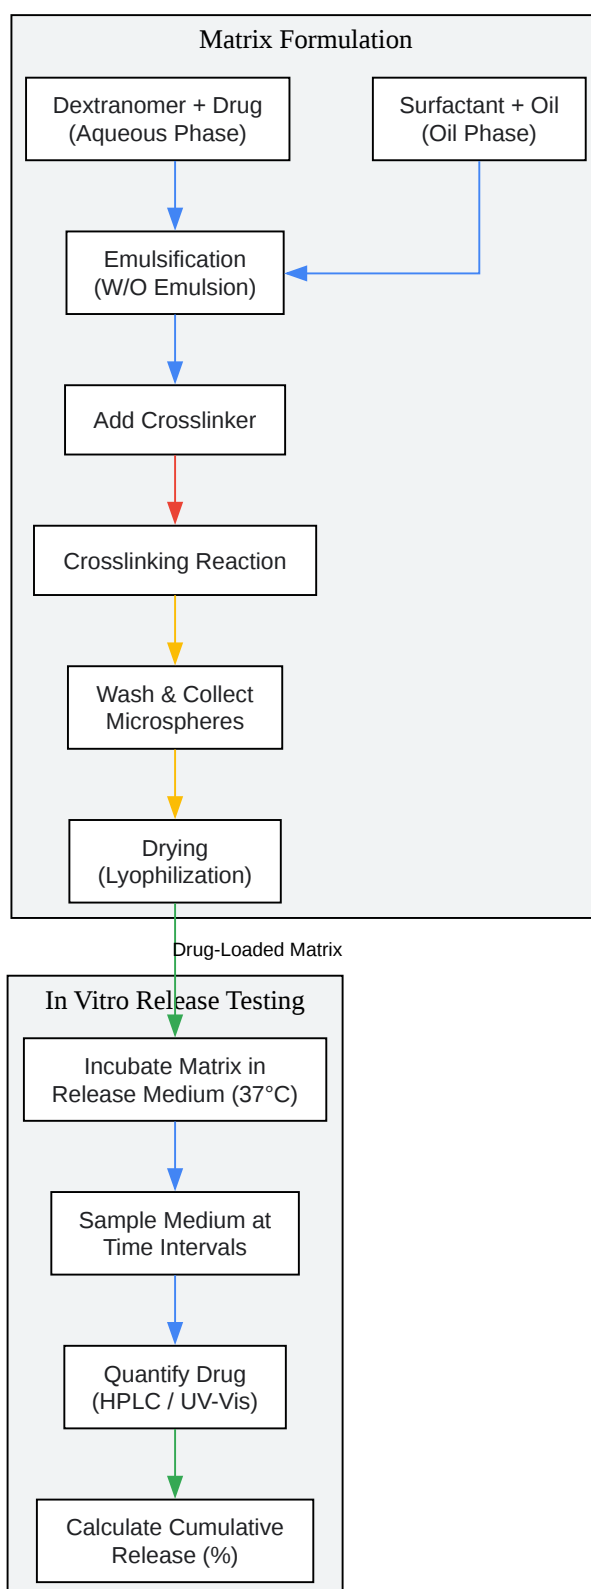 Matrix Formulation
Dextranomer + Drug
(Aqueous Phase)
Surfactant + Oil
(Oil Phase)
Emulsification
(W/O Emulsion)
Add Crosslinker
Crosslinking Reaction
Wash & Collect
Microspheres
Drying
(Lyophilization)
Drug-Loaded Matrix
In Vitro Release Testing
Incubate Matrix in
Release Medium (37°C)
Sample Medium at
Time Intervals
Quantify Drug
(HPLC / UV-Vis)
Calculate Cumulative
Release (%)